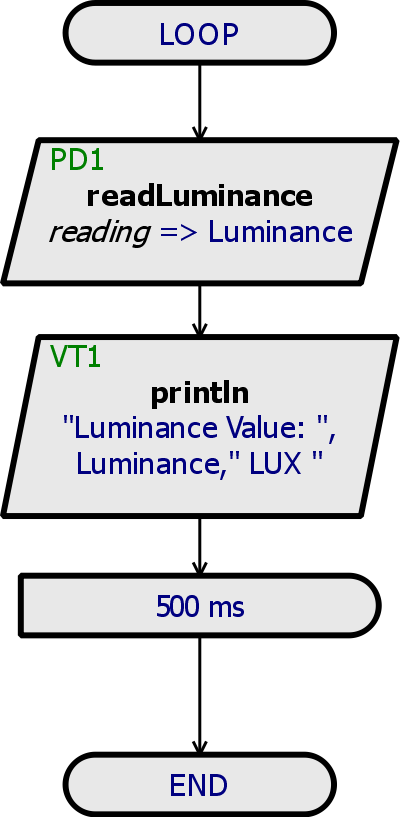 LOOP
PD1
readLuminance
reading => Luminance
VT1
println
"Luminance Value: ",
Luminance," LUX "
500 ms
END